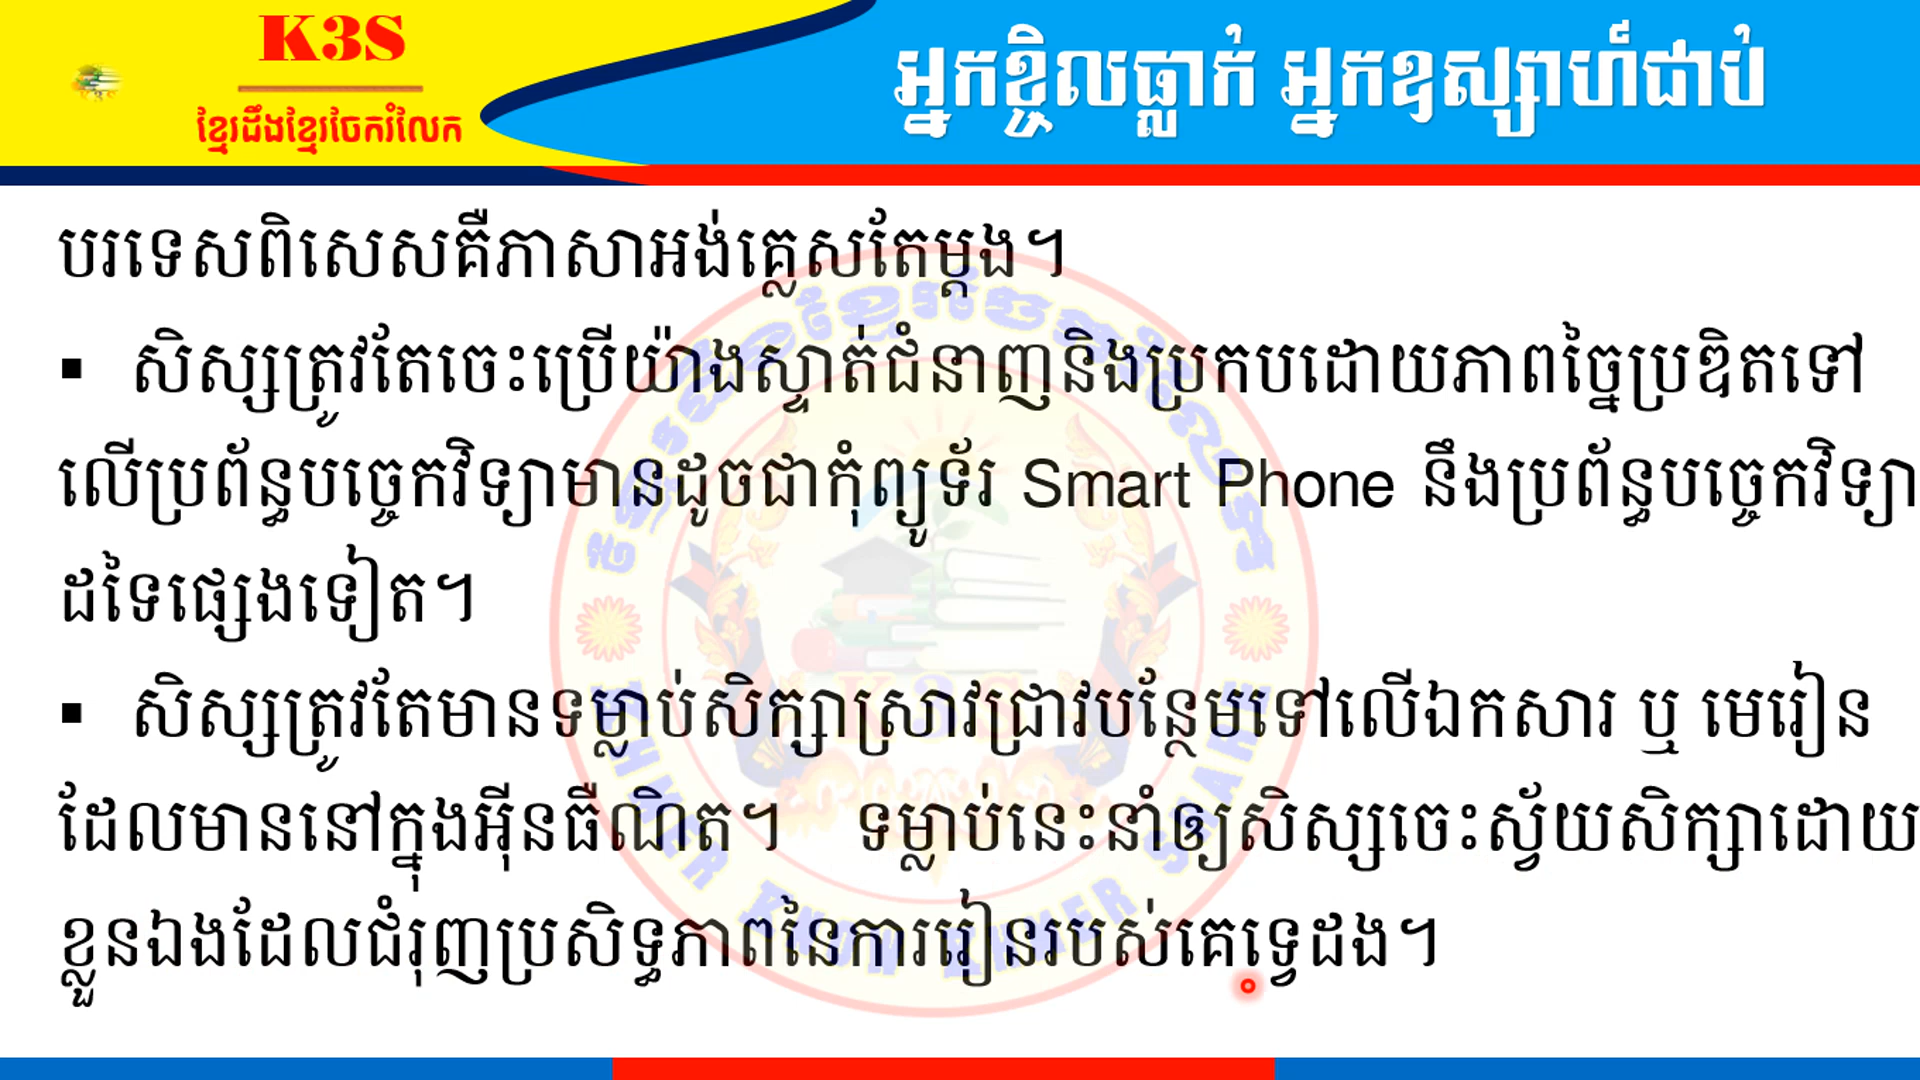 K3S
ខ្មែរដឹងខ្មែរចែករំលែក
អ្នកខ្ជិលធ្លាក់ អ្នកឧស្សាហ៍ជាប់
បរទេសពិសេសគឺភាសាអង់គ្លេសតែម្តង។
▪ សិស្សត្រូវតែចេះប្រើយ៉ាងស្ទាត់ជំនាញនិងប្រកបដោយភាពច្នៃប្រឌិតទៅ
លើប្រព័ន្ធបច្ចេកវិទ្យាមានដូចជាកុំព្យូទ័រ Smart Phone នឹងប្រព័ន្ធបច្ចេកវិទ្យា
ដទៃផ្សេងទៀត។
▪ សិស្សត្រូវតែមានទម្លាប់សិក្សាស្រាវជ្រាវបន្ថែមទៅលើឯកសារ ឬ មេរៀន
ដែលមាននៅក្នុងអ៊ីនធឺណិត។ ទម្លាប់នេះនាំឲ្យសិស្សចេះស្វ័យសិក្សាដោយ
ខ្លួនឯងដែលជំរុញប្រសិទ្ធភាពនៃការរៀនរបស់គេទ្វេដង។
K3S
KHMER KNOW KHMER SHARE